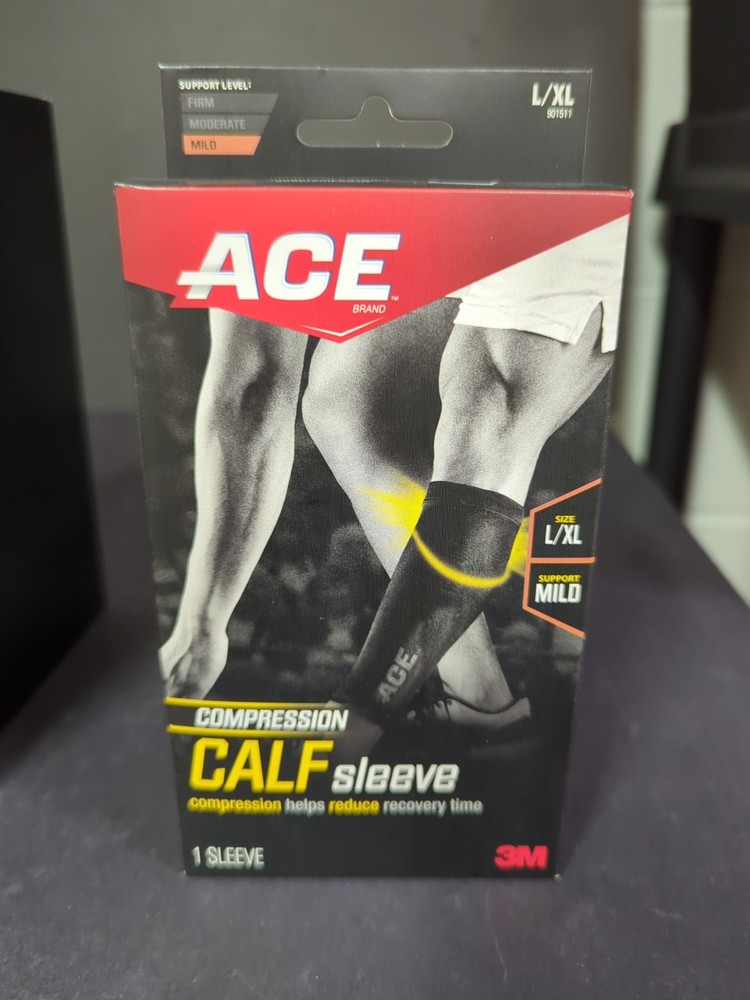 SUPPORT LEVEL:
FIRM
MODERATE
MILD
L/XL
901511
ACE™
BRAND
SIZE
L/XL
SUPPORT
MILD
ACE
COMPRESSION
CALF sleeve
compression helps reduce recovery time
1 SLEEVE
3M